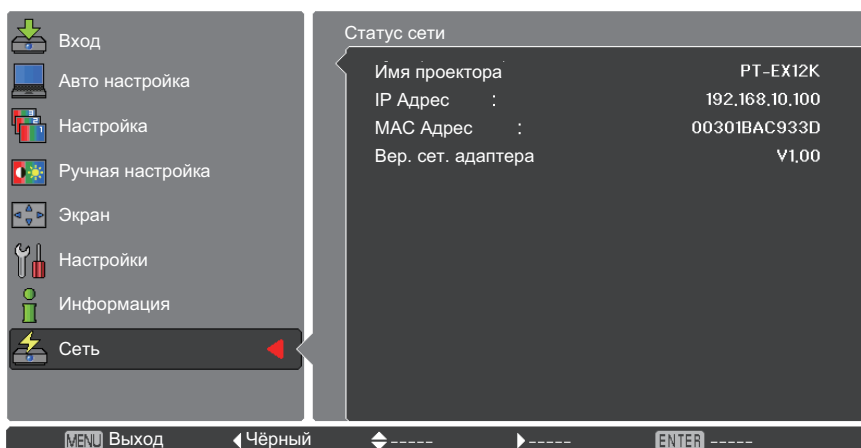 Вход
Авто настройка
Настройка
Ручная настройка
Экран
Настройки
Информация
Сеть
Статус сети
Имя проектора PT-EX12K
IP Адрес : 192.168.10.100
MAC Адрес : 00301BAC933D
Вер. сет. адаптера V1.00
MENU Выход Чёрный ----- ----- ENTER -----